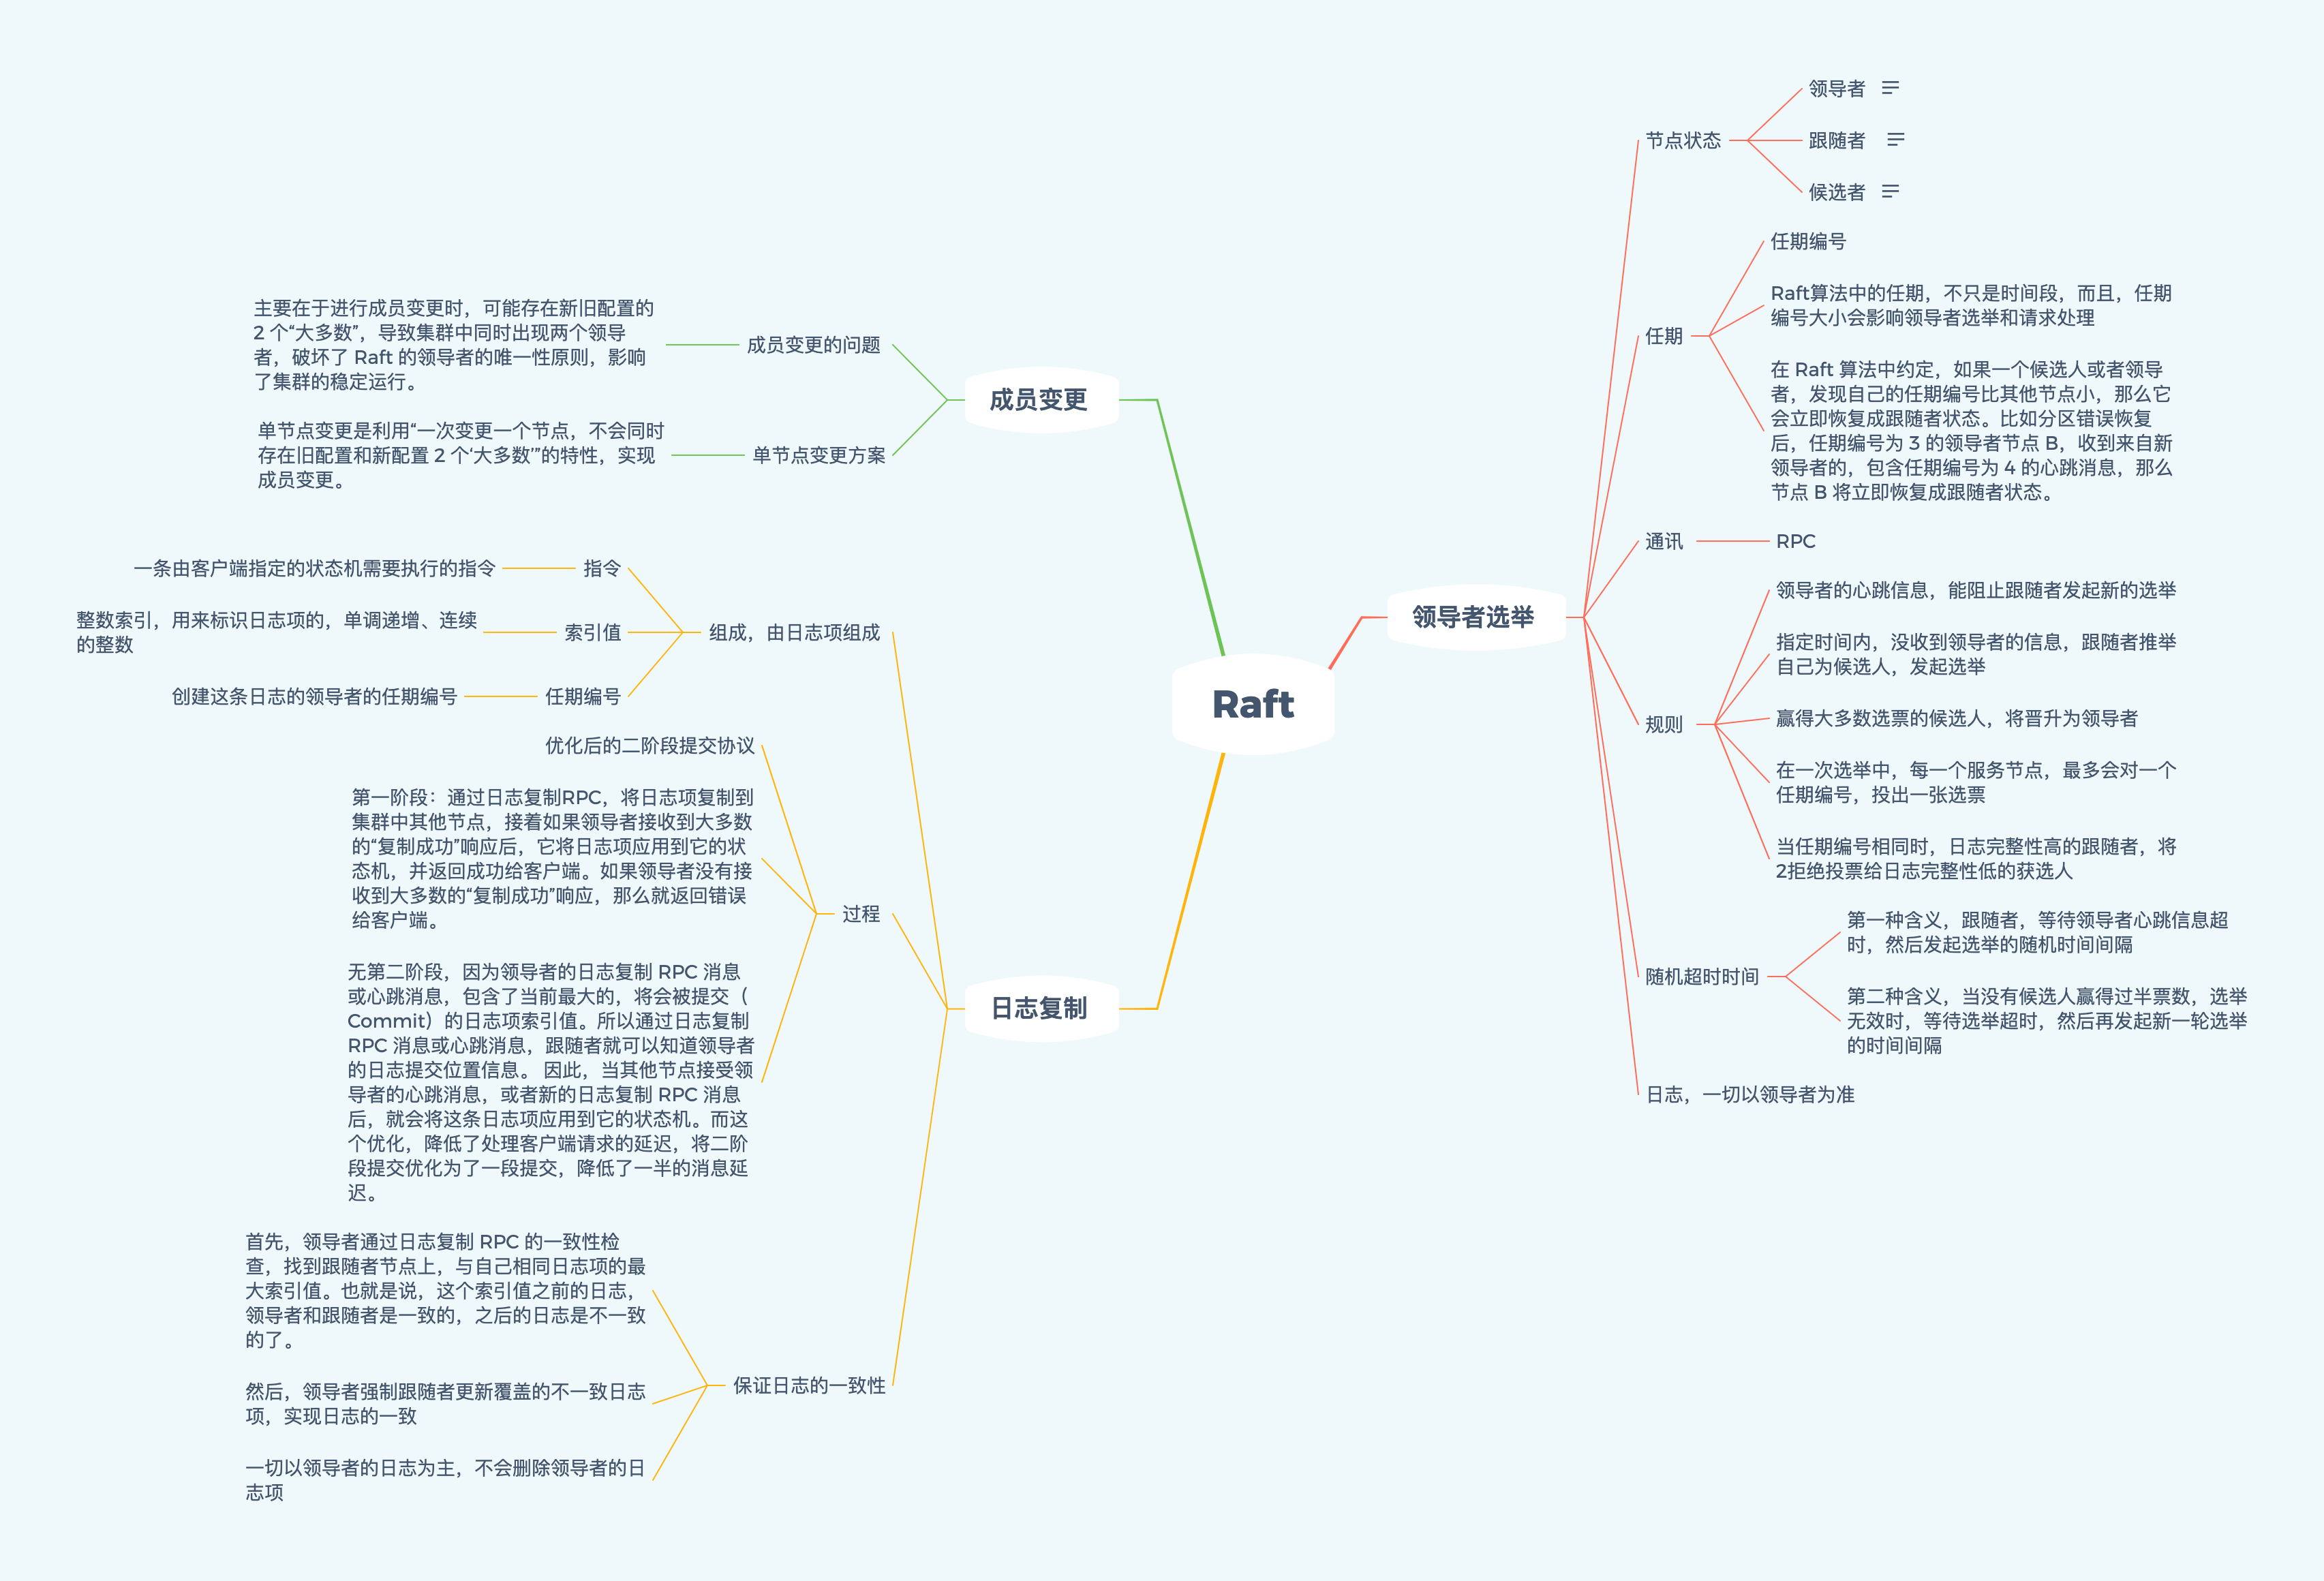 Raft
领导者选举
节点状态
领导者
跟随者
候选者
任期
任期编号
Raft算法中的任期，不只是时间段，而且，任期
编号大小会影响领导者选举和请求处理
在 Raft 算法中约定，如果一个候选人或者领导
者，发现自己的任期编号比其他节点小，那么它
会立即恢复成跟随者状态。比如分区错误恢复
后，任期编号为 3 的领导者节点 B，收到来自新
领导者的，包含任期编号为 4 的心跳消息，那么
节点 B 将立即恢复成跟随者状态。
通讯
RPC
规则
领导者的心跳信息，能阻止跟随者发起新的选举
指定时间内，没收到领导者的信息，跟随者推举
自己为候选人，发起选举
赢得大多数选票的候选人，将晋升为领导者
在一次选举中，每一个服务节点，最多会对一个
任期编号，投出一张选票
当任期编号相同时，日志完整性高的跟随者，将
2拒绝投票给日志完整性低的获选人
随机超时时间
第一种含义，跟随者，等待领导者心跳信息超
时，然后发起选举的随机时间间隔
第二种含义，当没有候选人赢得过半票数，选举
无效时，等待选举超时，然后再发起新一轮选举
的时间间隔
日志，一切以领导者为准
成员变更
成员变更的问题
主要在于进行成员变更时，可能存在新旧配置的
2 个“大多数”，导致集群中同时出现两个领导
者，破坏了 Raft 的领导者的唯一性原则，影响
了集群的稳定运行。
单节点变更方案
单节点变更是利用“一次变更一个节点，不会同时
存在旧配置和新配置 2 个‘大多数’”的特性，实现
成员变更。
日志复制
组成，由日志项组成
指令
一条由客户端指定的状态机需要执行的指令
索引值
整数索引，用来标识日志项的，单调递增、连续
的整数
任期编号
创建这条日志的领导者的任期编号
过程
优化后的二阶段提交协议
第一阶段：通过日志复制RPC，将日志项复制到
集群中其他节点，接着如果领导者接收到大多数
的“复制成功”响应后，它将日志项应用到它的状
态机，并返回成功给客户端。如果领导者没有接
收到大多数的“复制成功”响应，那么就返回错误
给客户端。
无第二阶段，因为领导者的日志复制 RPC 消息
或心跳消息，包含了当前最大的，将会被提交（
Commit）的日志项索引值。所以通过日志复制
RPC 消息或心跳消息，跟随者就可以知道领导者
的日志提交位置信息。 因此，当其他节点接受领
导者的心跳消息，或者新的日志复制 RPC 消息
后，就会将这条日志项应用到它的状态机。而这
个优化，降低了处理客户端请求的延迟，将二阶
段提交优化为了一段提交，降低了一半的消息延
迟。
保证日志的一致性
首先，领导者通过日志复制 RPC 的一致性检
查，找到跟随者节点上，与自己相同日志项的最
大索引值。也就是说，这个索引值之前的日志，
领导者和跟随者是一致的，之后的日志是不一致
的了。
然后，领导者强制跟随者更新覆盖的不一致日志
项，实现日志的一致
一切以领导者的日志为主，不会删除领导者的日
志项